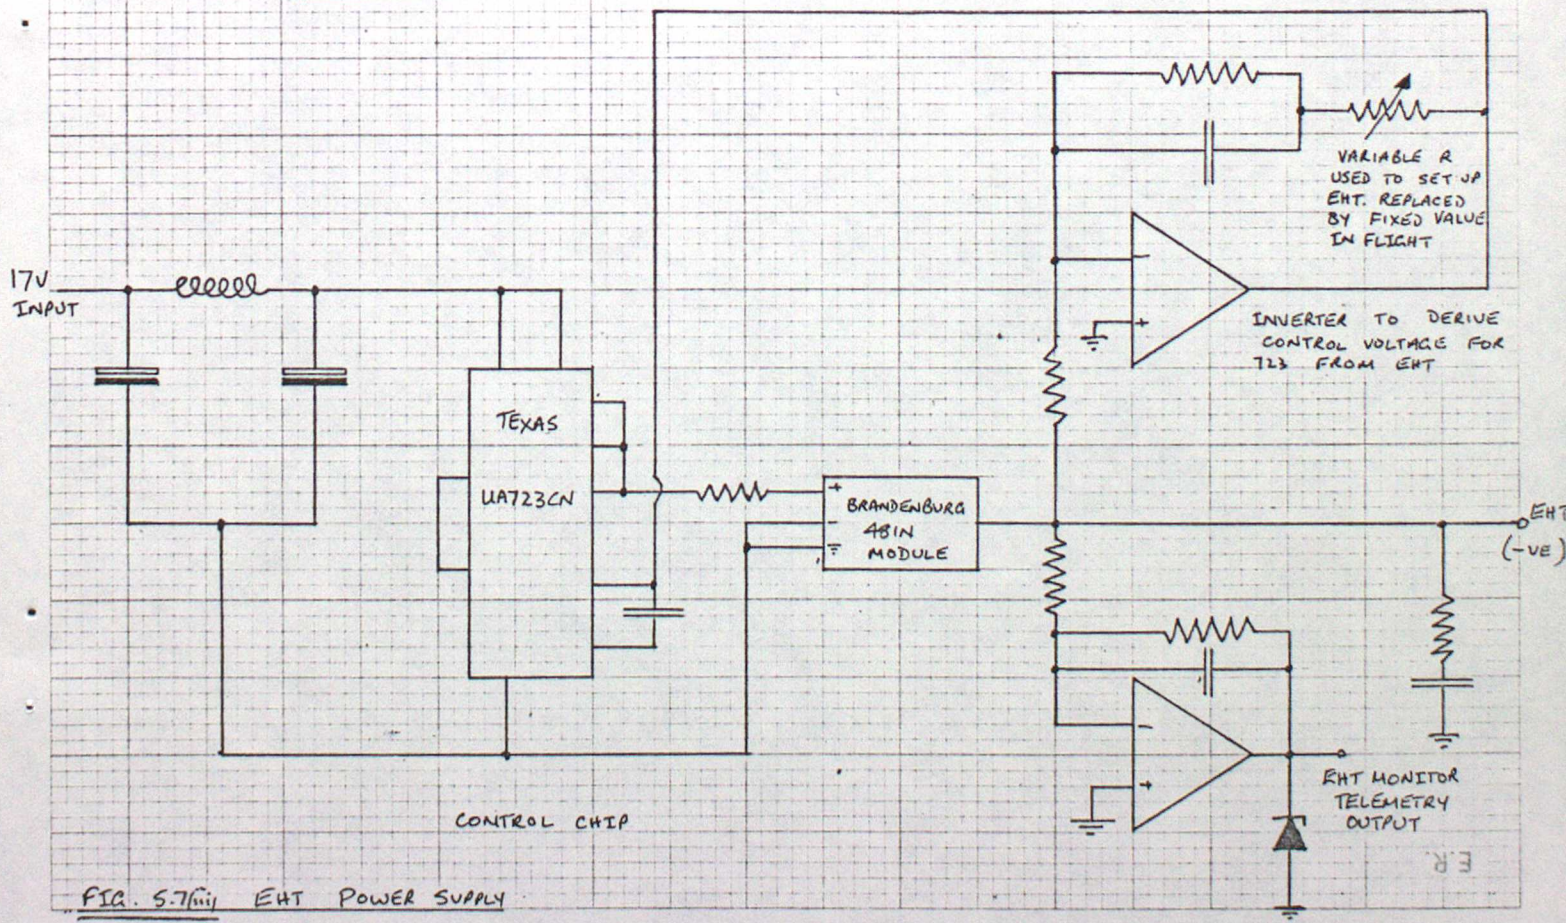 VARIABLE R
USED TO SET UP
EHT. REPLACED
BY FIXED VALUE
IN FLIGHT
17V
INPUT
INVERTER TO DERIVE
CONTROL VOLTAGE FOR
723 FROM EHT
TEXAS
UA723CN
+
-
BRANDENBURG
481N
MODULE
-
+
EHT
(-VE)
-
+
EHT MONITOR
TELEMETRY
OUTPUT
CONTROL CHIP
E.R.
FIG. 5.7(iii) EHT POWER SUPPLY